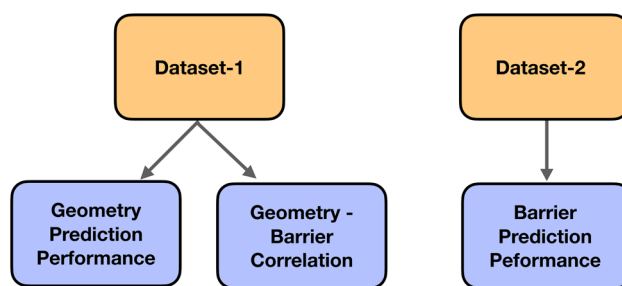 Dataset-1
Dataset-2
Geometry
Prediction
Performance
Geometry -
Barrier
Correlation
Barrier
Prediction
Peformance